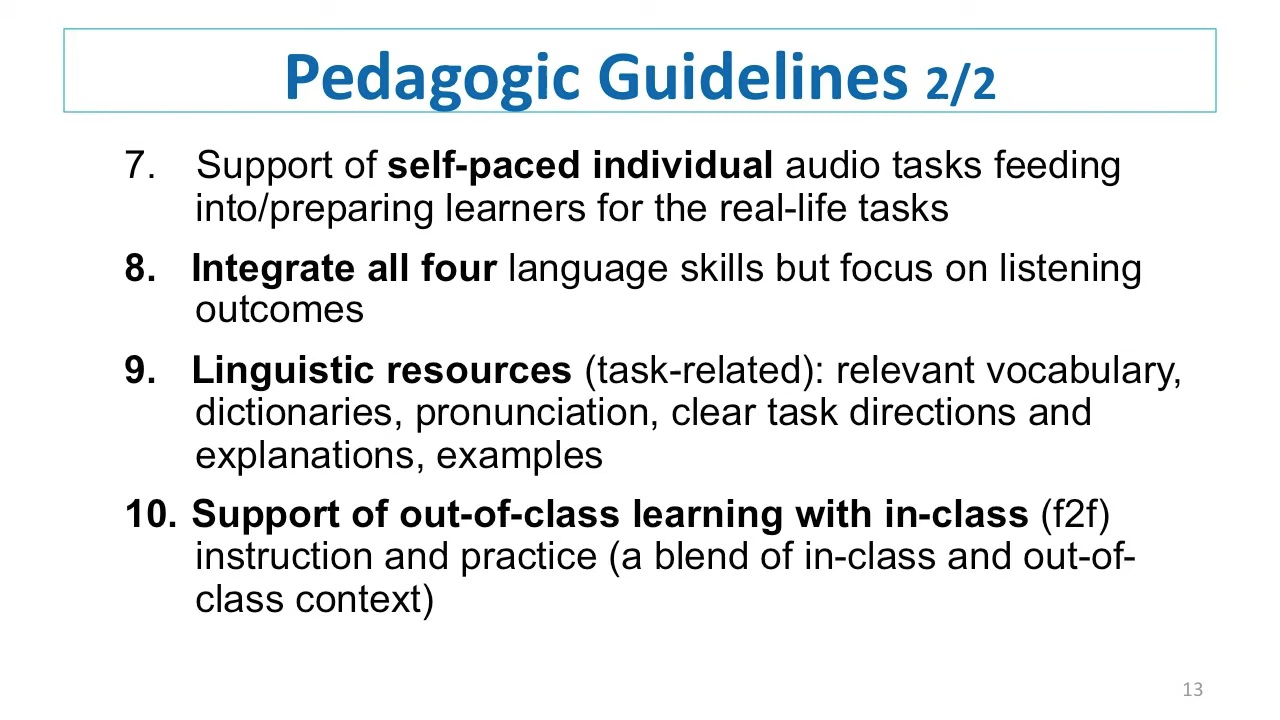 Pedagogic Guidelines 2/2
7. Support of self-paced individual audio tasks feeding
into/preparing learners for the real-life tasks
8. Integrate all four language skills but focus on listening
outcomes
9. Linguistic resources (task-related): relevant vocabulary,
dictionaries, pronunciation, clear task directions and
explanations, examples
10. Support of out-of-class learning with in-class (f2f)
instruction and practice (a blend of in-class and out-of-
class context)
13